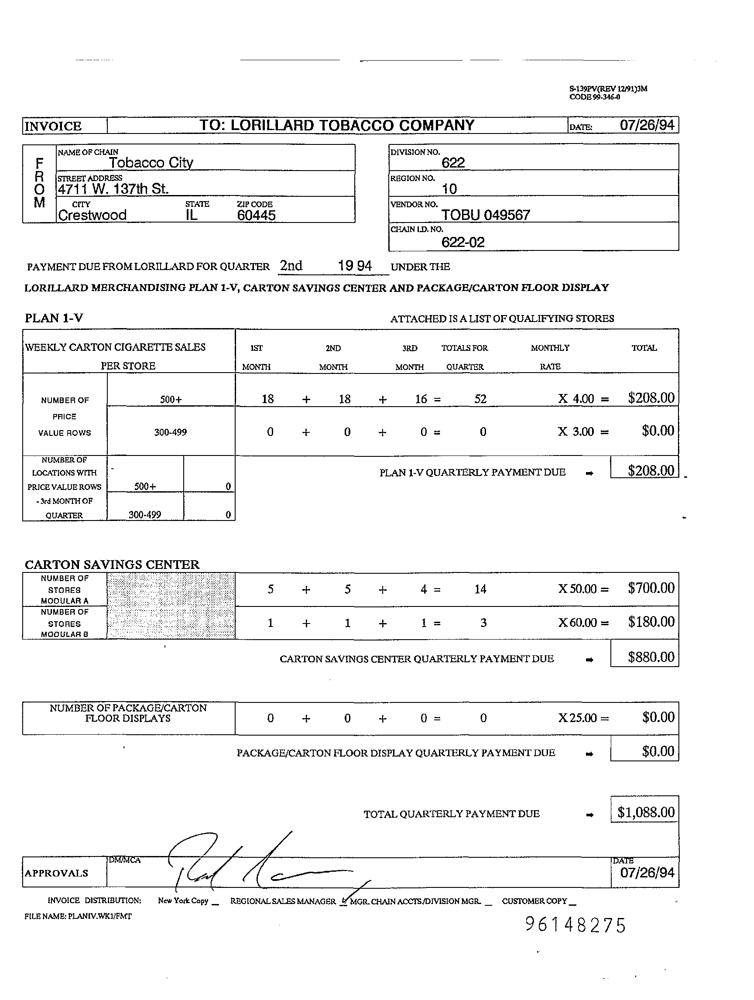 S-139PV(REV 12/91)3M
CODE 99-346-0
INVOICE TO: LORILLARD TOBACCO COMPANY DATE: 07/26/94
FROM
NAME OF CHAIN
Tobacco City
STREET ADDRESS
4711 W. 137th St.
CITY STATE ZIP CODE
Crestwood IL 60445
DIVISION NO.
622
REGION NO.
10
VENDOR NO.
TOBU 049567
CHAIN I.D. NO.
622-02
PAYMENT DUE FROM LORILLARD FOR QUARTER 2nd 19 94 UNDER THE
LORILLARD MERCHANDISING PLAN 1-V, CARTON SAVINGS CENTER AND PACKAGE/CARTON FLOOR DISPLAY
PLAN 1-V ATTACHED IS A LIST OF QUALIFYING STORES
WEEKLY CARTON CIGARETTE SALES 1ST 2ND 3RD TOTALS FOR MONTHLY TOTAL
PER STORE MONTH MONTH MONTH QUARTER RATE
NUMBER OF 500+ 18 + 18 + 16 = 52 X 4.00 = $208.00
PRICE
VALUE ROWS 300-499 0 + 0 + 0 = 0 X 3.00 = $0.00
NUMBER OF
LOCATIONS WITH PLAN 1-V QUARTERLY PAYMENT DUE ➡ $208.00
PRICE VALUE ROWS 500+ 0
- 3rd MONTH OF
QUARTER 300-499 0
CARTON SAVINGS CENTER
NUMBER OF
STORES 5 + 5 + 4 = 14 X 50.00 = $700.00
MODULAR A
NUMBER OF
STORES 1 + 1 + 1 = 3 X 60.00 = $180.00
MODULAR B
CARTON SAVINGS CENTER QUARTERLY PAYMENT DUE ➡ $880.00
NUMBER OF PACKAGE/CARTON
FLOOR DISPLAYS 0 + 0 + 0 = 0 X 25.00 = $0.00
PACKAGE/CARTON FLOOR DISPLAY QUARTERLY PAYMENT DUE ➡ $0.00
TOTAL QUARTERLY PAYMENT DUE ➡ $1,088.00
APPROVALS DM/MCA DATE
07/26/94
INVOICE DISTRIBUTION: New York Copy _ REGIONAL SALES MANAGER ✓ MGR. CHAIN ACCTS/DIVISION MGR. _ CUSTOMER COPY _
FILE NAME: PLANIV.WK1/FMT
96148275